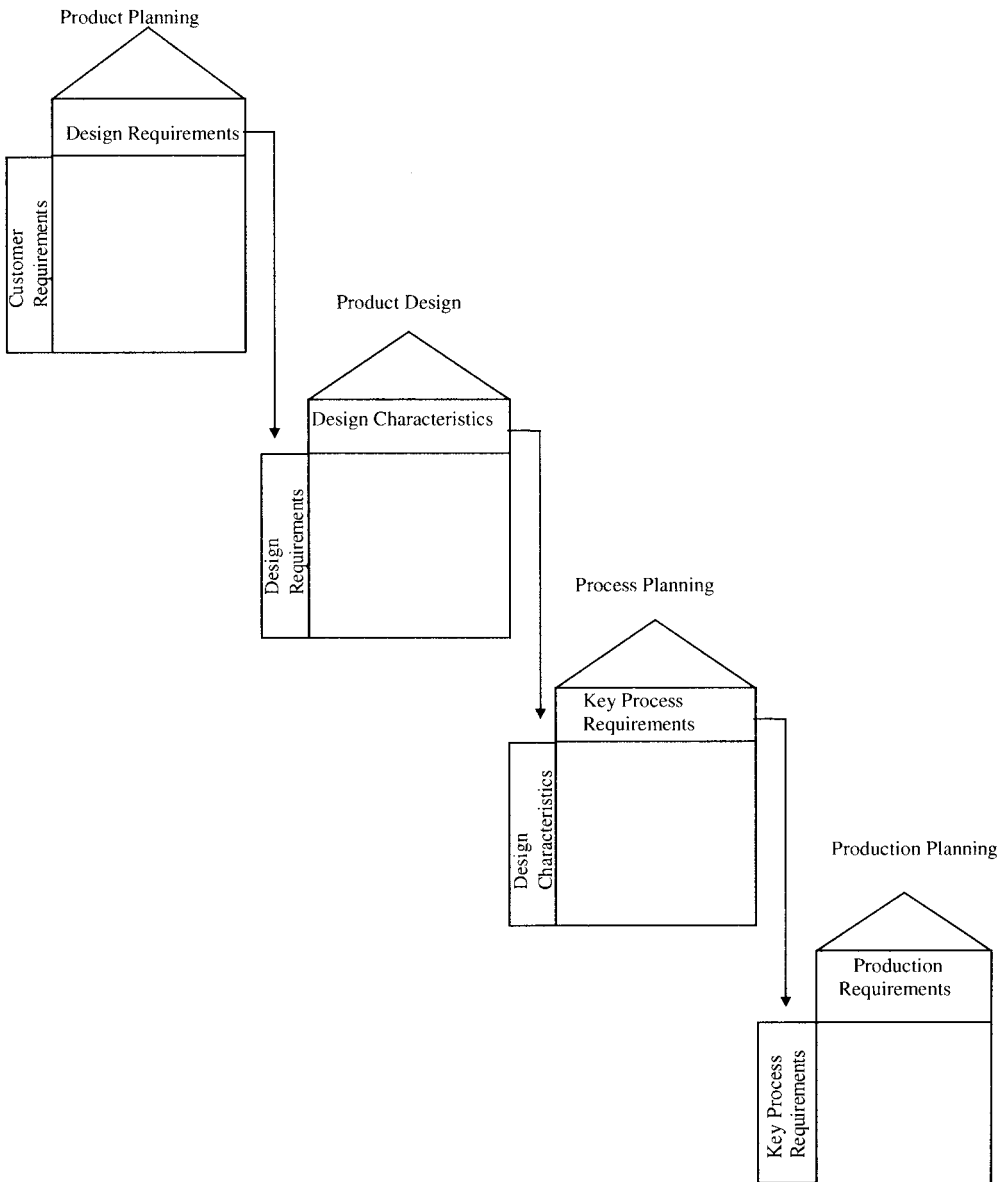 Product Planning
Design Requirements
Customer
Requirements
Product Design
Design Characteristics
Design
Requirements
Process Planning
Key Process
Requirements
Design
Characteristics
Production Planning
Production
Requirements
Key Process
Requirements